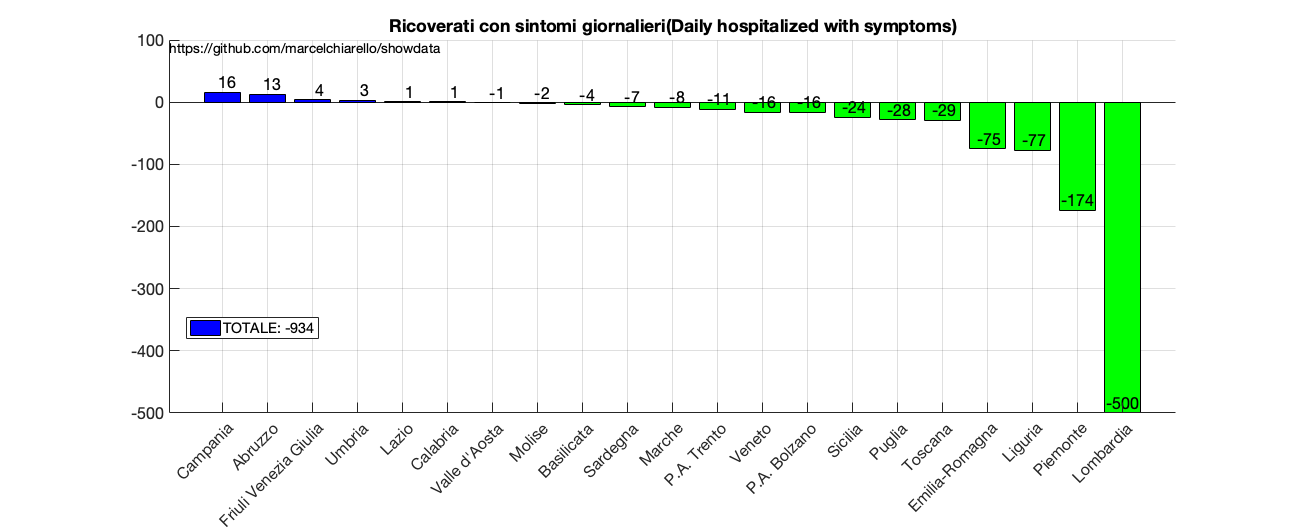 Ricoverati con sintomi giornalieri(Daily hospitalized with symptoms)
https://github.com/marcelchiarello/showdata
100
0
-100
-200
-300
-400
-500
16 13 4 3 1 1 -1 -2 -4 -7 -8 -11 -16 -16 -24 -28 -29 -75 -77 -174 -500
TOTALE: -934
Campania
Abruzzo
Friuli Venezia Giulia
Umbria
Lazio
Calabria
Valle d'Aosta
Molise
Basilicata
Sardegna
Marche
P.A. Trento
Veneto
P.A. Bolzano
Sicilia
Puglia
Toscana
Emilia-Romagna
Liguria
Piemonte
Lombardia